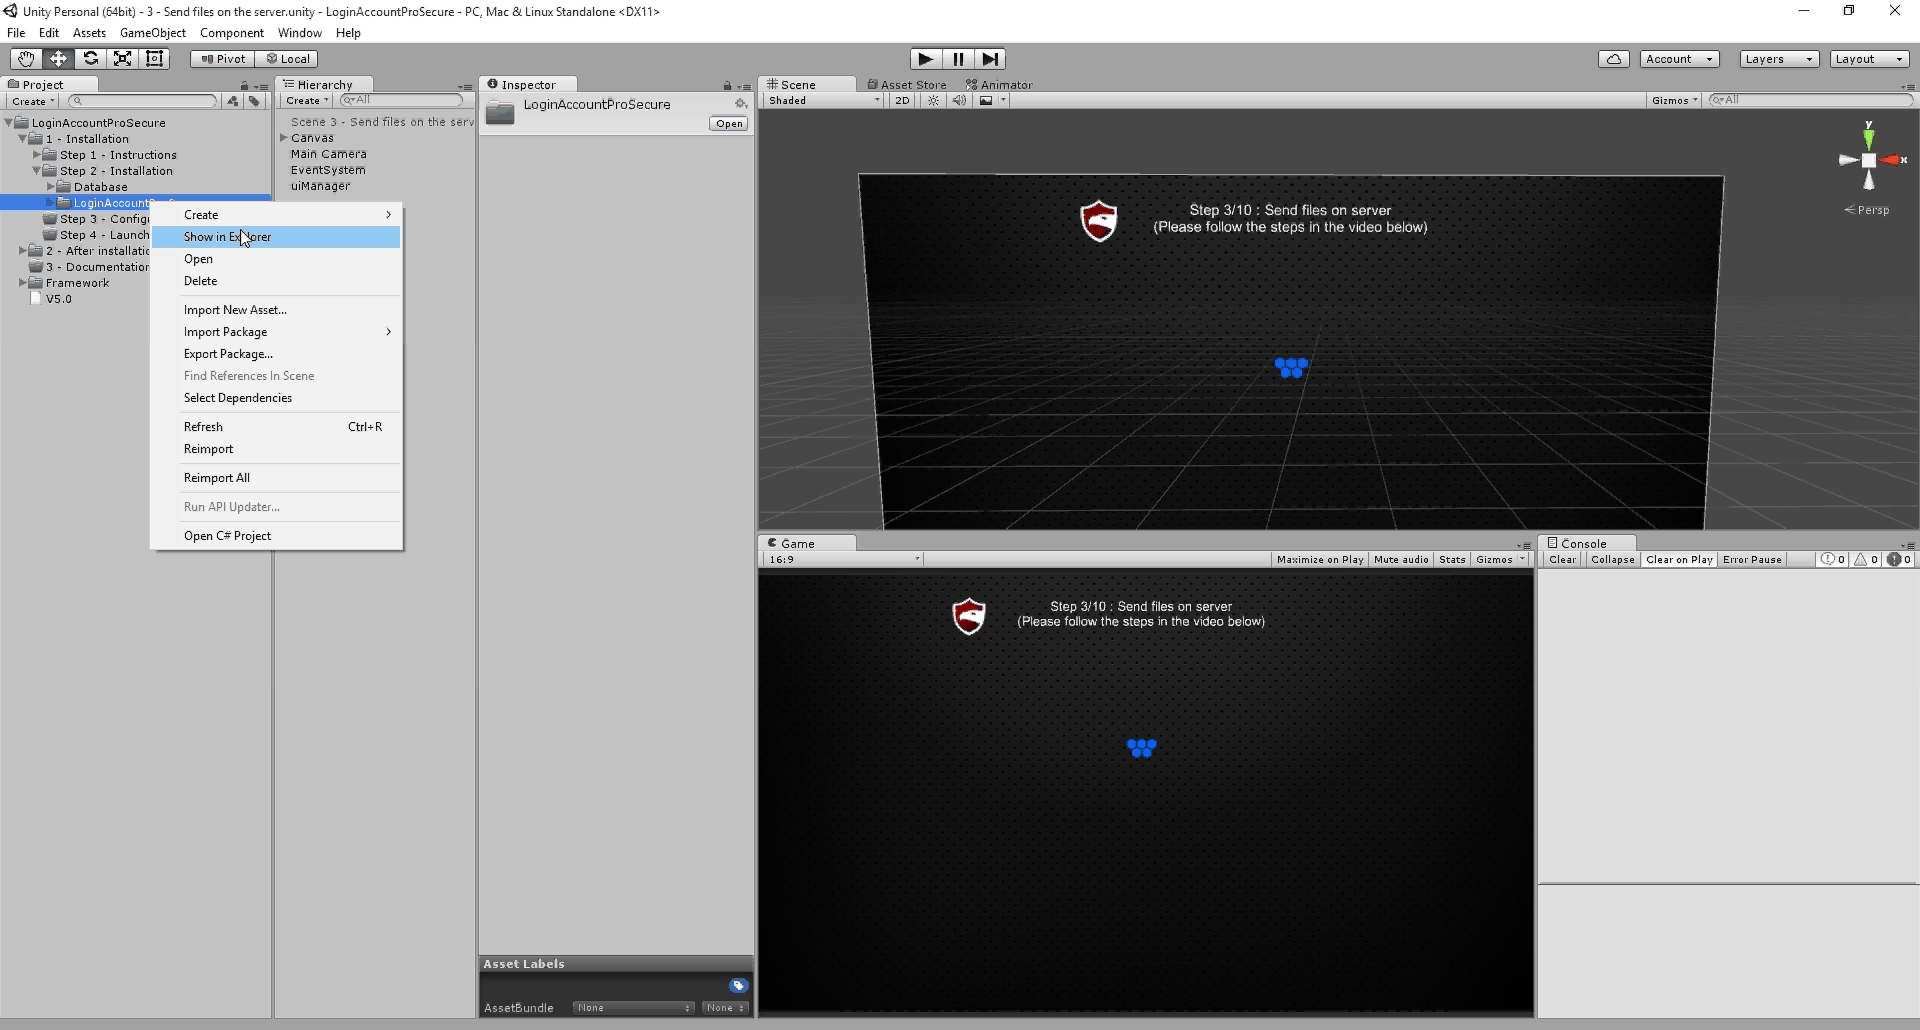 Unity Personal (64bit) - 3 - Send files on the server.unity - LoginAccountProSecure - PC, Mac & Linux Standalone <DX11>
File Edit Assets GameObject Component Window Help
Pivot Local Account Layers Layout
Project
Create
LoginAccountProSecure
1 - Installation
Step 1 - Instructions
Step 2 - Installation
Database
LoginAccount
Step 3 - Config
Step 4 - Launch
2 - After installati
3 - Documentation
Framework
V5.0
Create
Show in Explorer
Open
Delete
Import New Asset...
Import Package
Export Package...
Find References In Scene
Select Dependencies
Refresh Ctrl+R
Reimport
Reimport All
Run API Updater...
Open C# Project
Hierarchy
Create All
Scene 3 - Send files on the serv
Canvas
Main Camera
EventSystem
uiManager
Inspector
LoginAccountProSecure
Open
Asset Labels
AssetBundle None None
Scene Asset Store Animator
Shaded 2D Gizmos All
y
x
Persp
Step 3/10 : Send files on server
(Please follow the steps in the video below)
Game
16:9 Maximize on Play Mute audio Stats Gizmos
Step 3/10 : Send files on server
(Please follow the steps in the video below)
Console
Clear Collapse Clear on Play Error Pause 0 0 0